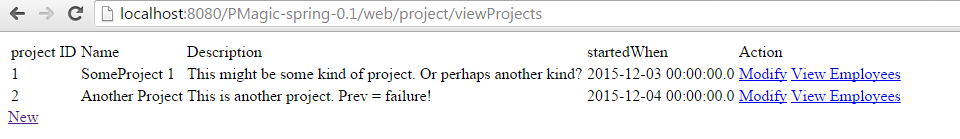 localhost:8080/PMagic-spring-0.1/web/project/viewProjects
project ID Name Description startedWhen Action
1 SomeProject 1 This might be some kind of project. Or perhaps another kind? 2015-12-03 00:00:00.0 Modify View Employees
2 Another Project This is another project. Prev = failure! 2015-12-04 00:00:00.0 Modify View Employees
New